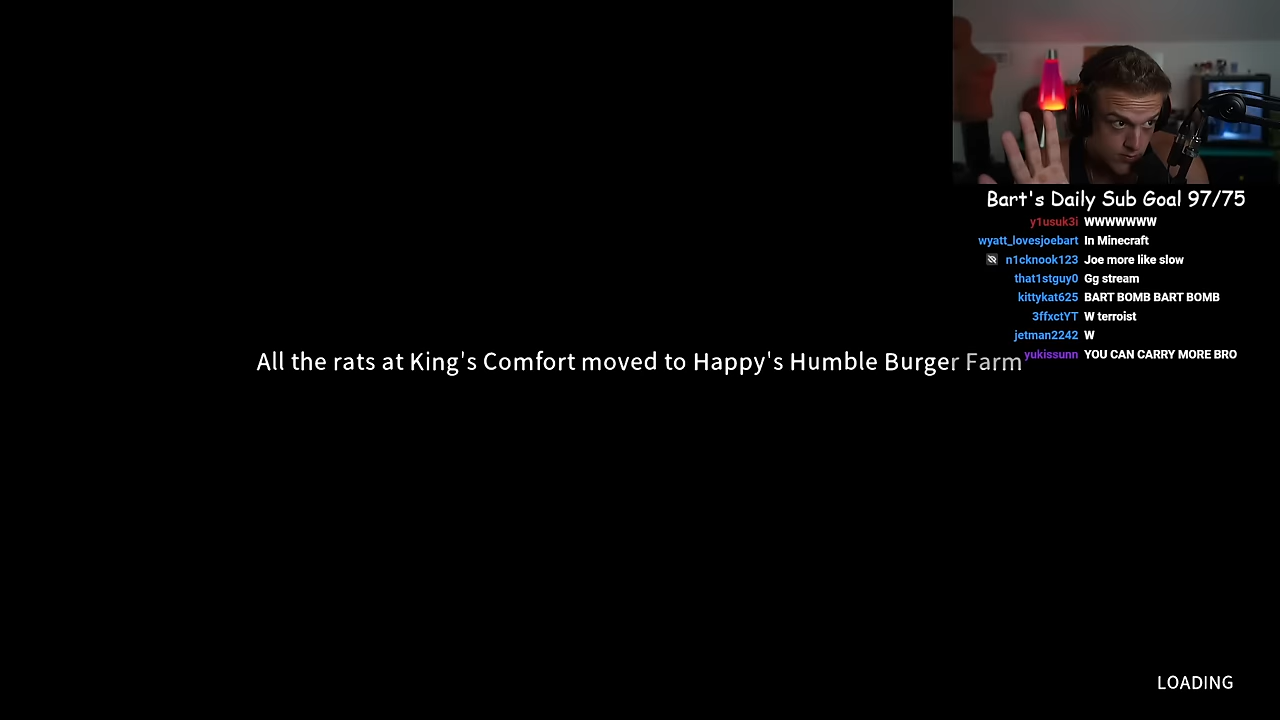 Bart's Daily Sub Goal 97/75
y1usuk3i WWWWWWW
wyatt_lovesjoebart In Minecraft
n1cknook123 Joe more like slow
that1stguy0 Gg stream
kittykat625 BART BOMB BART BOMB
3ffxctYT W terroist
jetman2242 W
yukissunn YOU CAN CARRY MORE BRO
All the rats at King's Comfort moved to Happy's Humble Burger Farm
LOADING